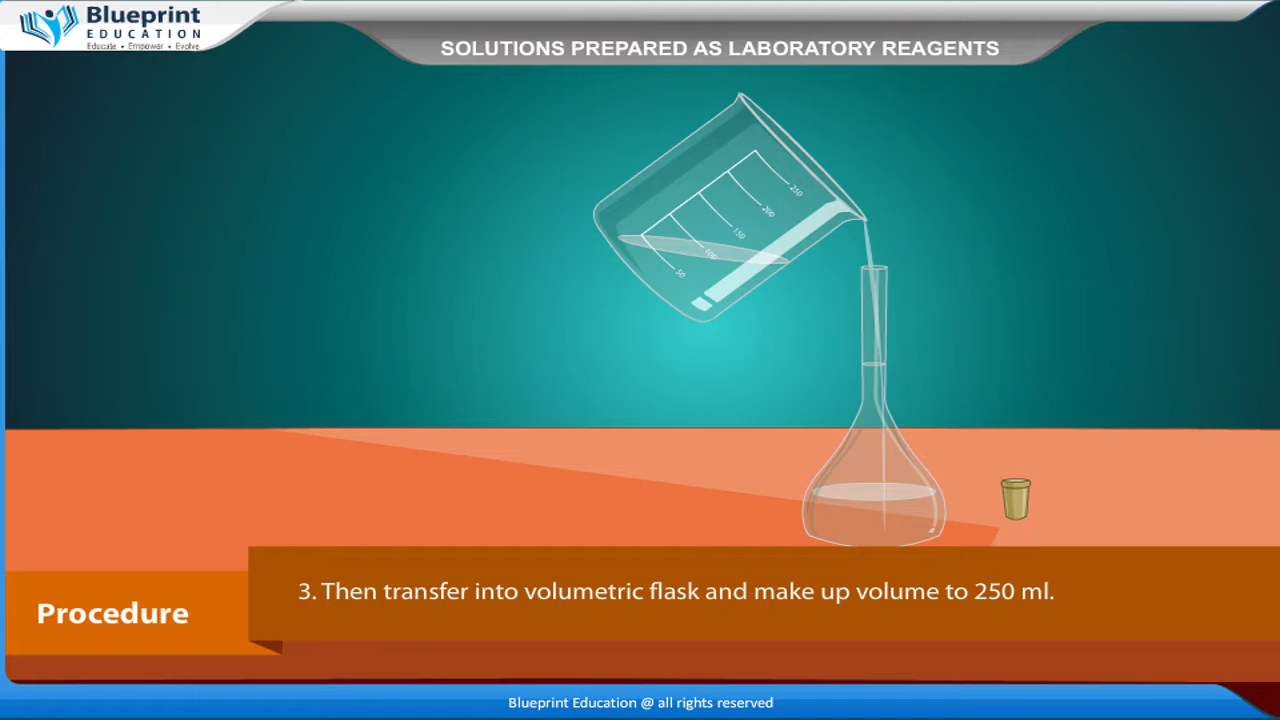 Blueprint
EDUCATION
Educate • Empower • Evolve
SOLUTIONS PREPARED AS LABORATORY REAGENTS
250
200
150
100
50
3. Then transfer into volumetric flask and make up volume to 250 ml.
Procedure
Blueprint Education @ all rights reserved